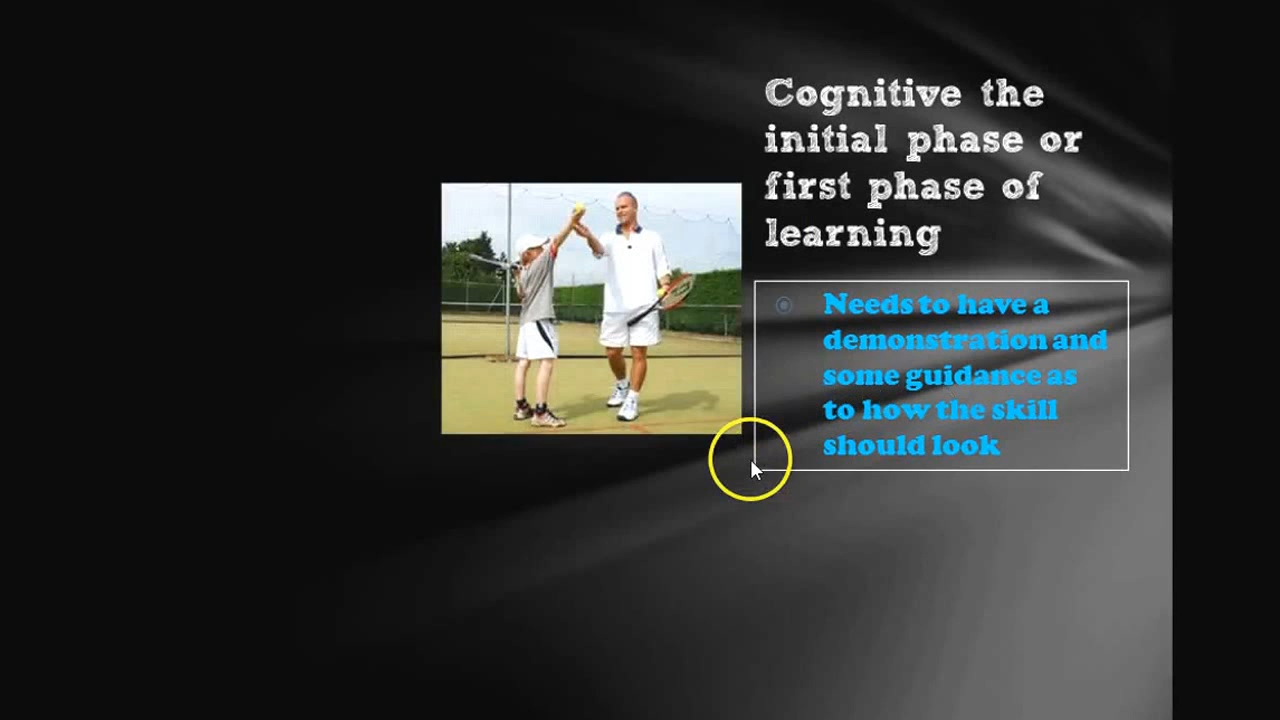 Cognitive the
initial phase or
first phase of
learning
Needs to have a
demonstration and
some guidance as
to how the skill
should look